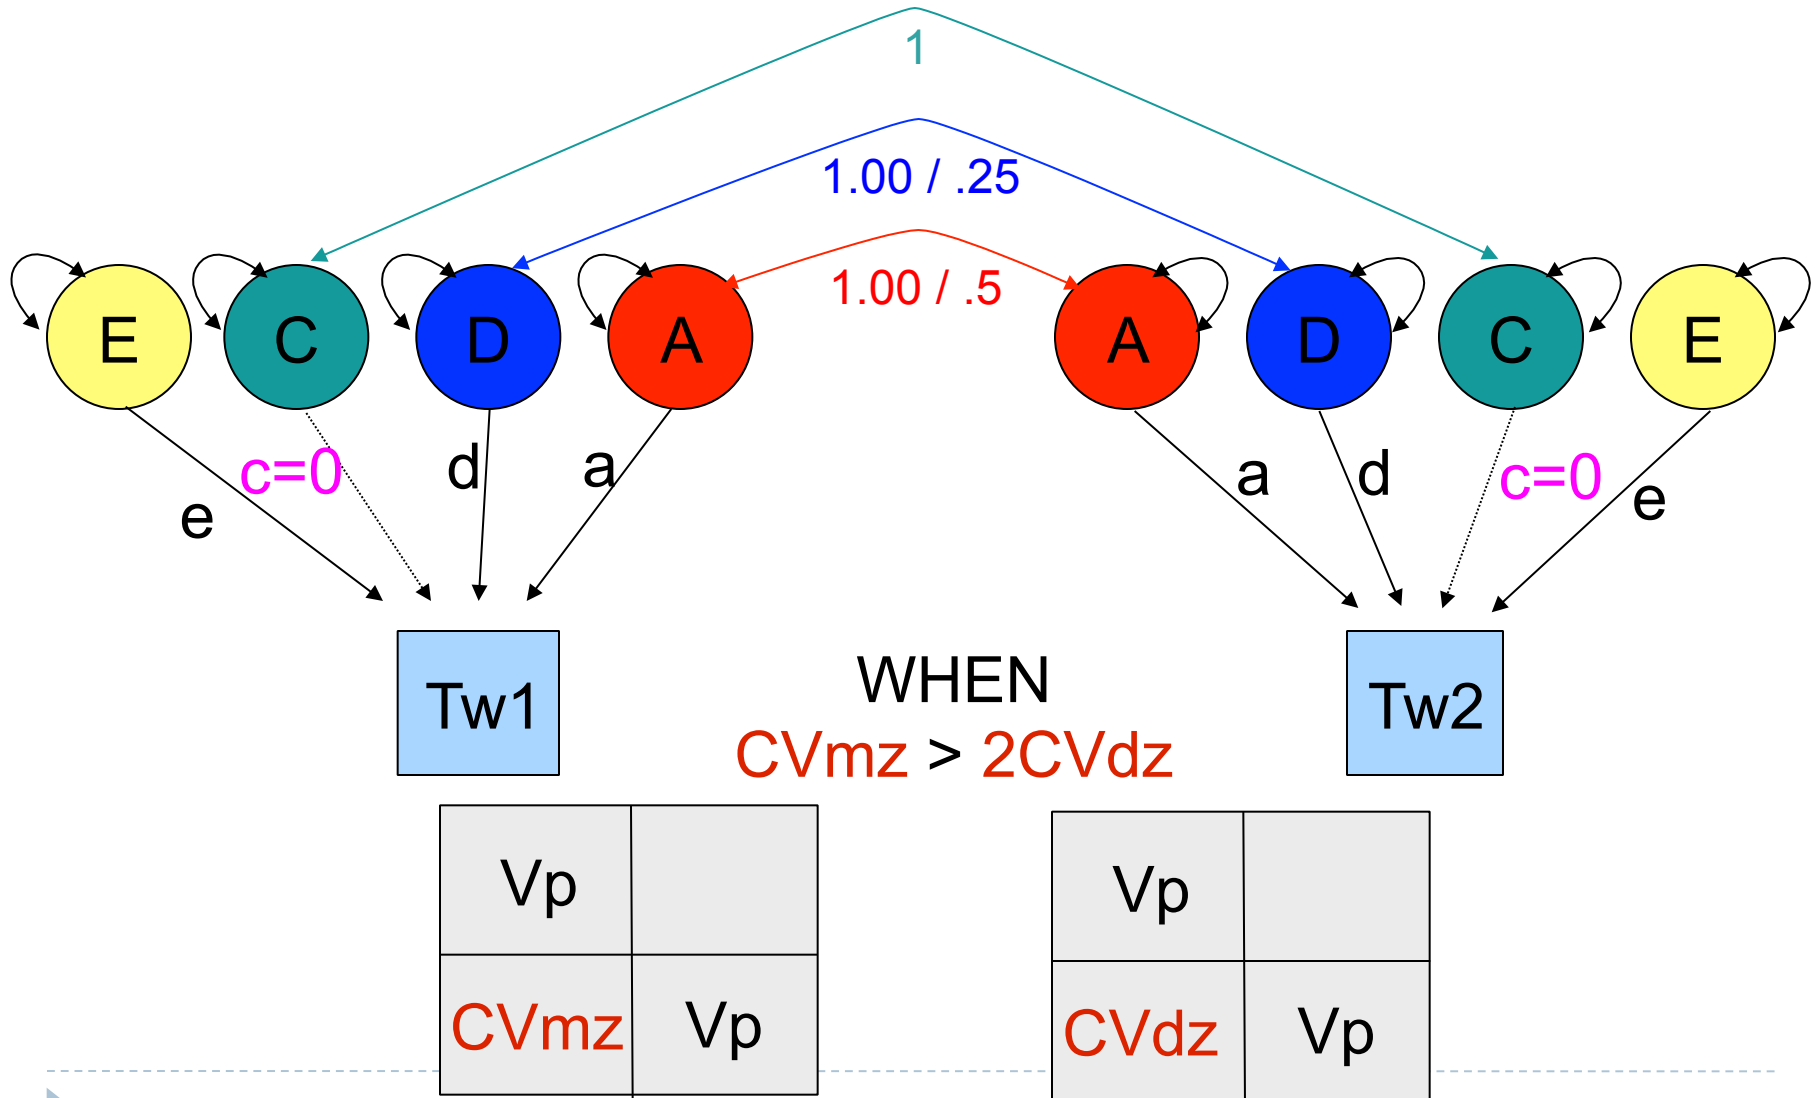 1
1.00 / .25
1.00 / .5
E C D A A D C E
c=0 d a a d c=0
e e
Tw1 Tw2
WHEN
CVmz > 2CVdz
Vp Vp
CVmz Vp CVdz Vp